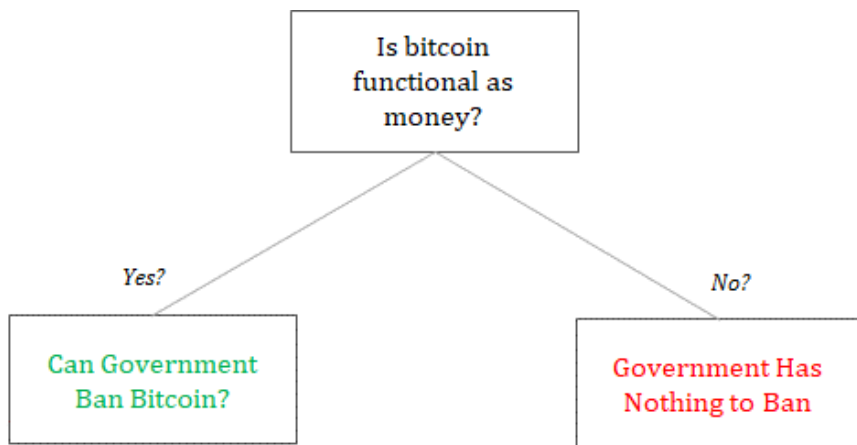 Is bitcoin
functional as
money?
Yes?
No?
Can Government
Ban Bitcoin?
Government Has
Nothing to Ban